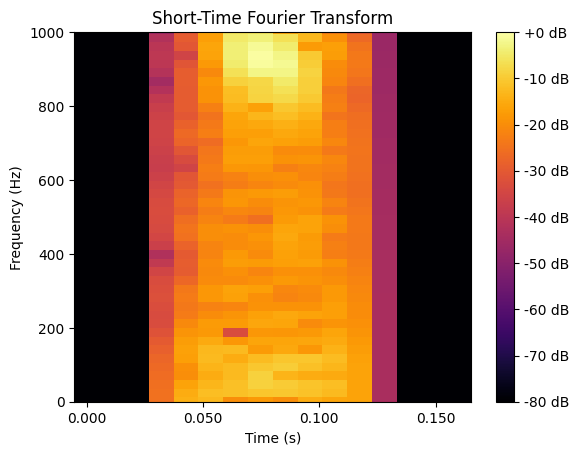 Short-Time Fourier Transform
1000
800
600
400
200
0
Frequency (Hz)
0.000
0.050
0.100
0.150
Time (s)
+0 dB
-10 dB
-20 dB
-30 dB
-40 dB
-50 dB
-60 dB
-70 dB
-80 dB